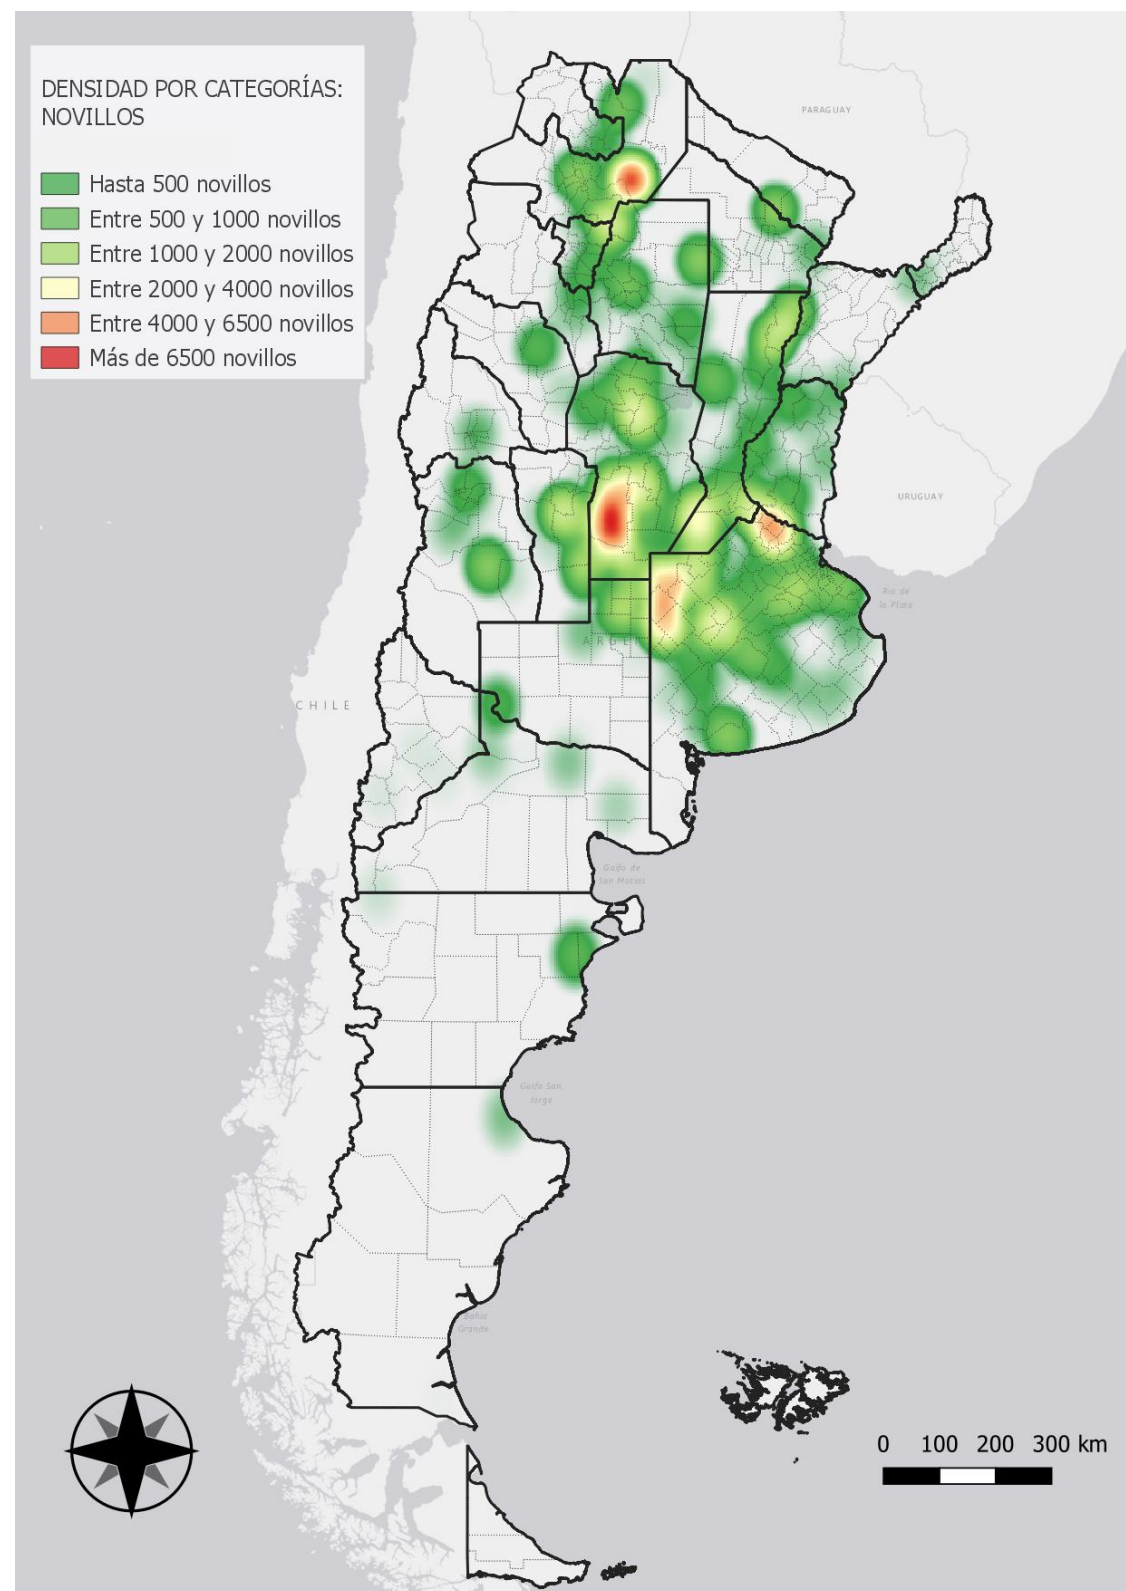 DENSIDAD POR CATEGORÍAS:
NOVILLOS
Hasta 500 novillos
Entre 500 y 1000 novillos
Entre 1000 y 2000 novillos
Entre 2000 y 4000 novillos
Entre 4000 y 6500 novillos
Más de 6500 novillos
PARAGUAY
URUGUAY
Río de
la Plata
ARGE
CHILE
Golfo de
San Matías
Golfo San
Jorge
Bahía
Grande
0 100 200 300 km